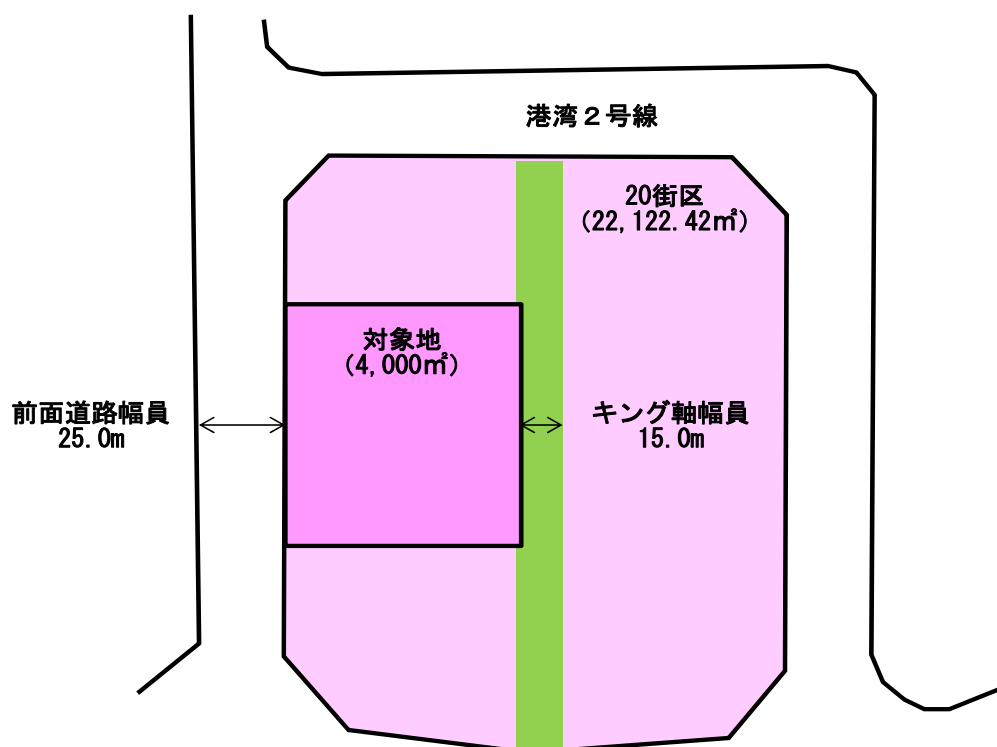 港湾２号線
20街区
(22,122.42㎡)
対象地
(4,000㎡)
前面道路幅員
25.0m
キング軸幅員
15.0m